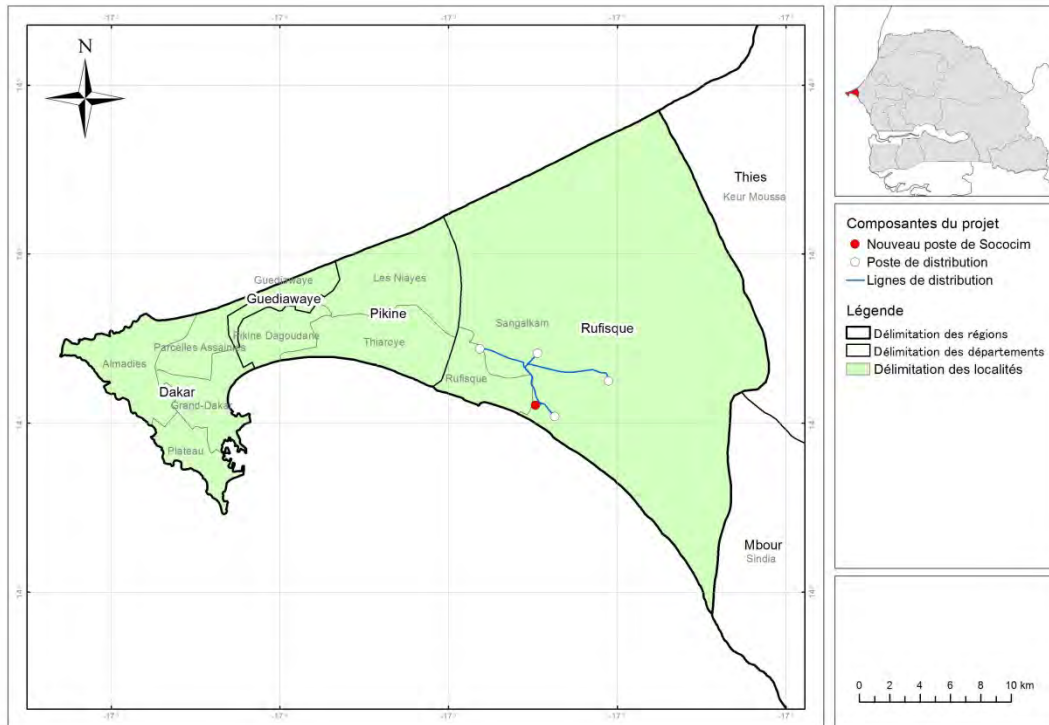 N
Thies
Keur Moussa
Guediawaye
Guediawaye
Les Niayes
Pikine
Pikine Dagoudane
Thiaroye
Parcelles Assainies
Almadies
Dakar
Grand-Dakar
Plateau
Sangalkam
Rufisque
Rufisque
Mbour
Sindia
Composantes du projet
Nouveau poste de Sococim
Poste de distribution
Lignes de distribution
Légende
Délimitation des régions
Délimitation des départements
Délimitation des localités
0 2 4 6 8 10 km